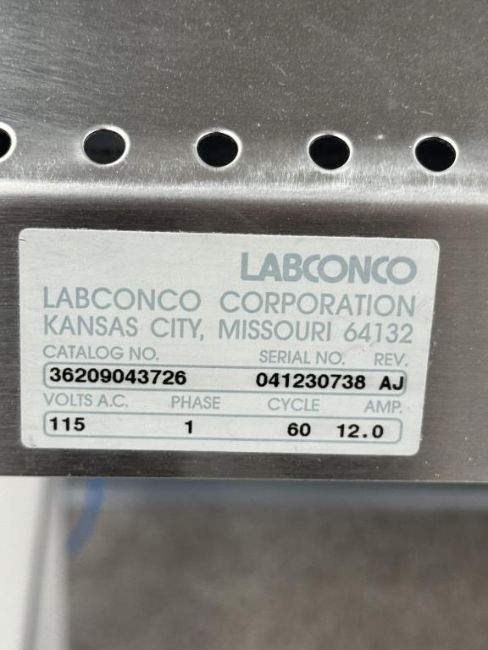 LABCONCO
LABCONCO CORPORATION
KANSAS CITY, MISSOURI 64132
CATALOG NO. SERIAL NO. REV.
36209043726 041230738 AJ
VOLTS A.C. PHASE CYCLE AMP.
115 1 60 12.0